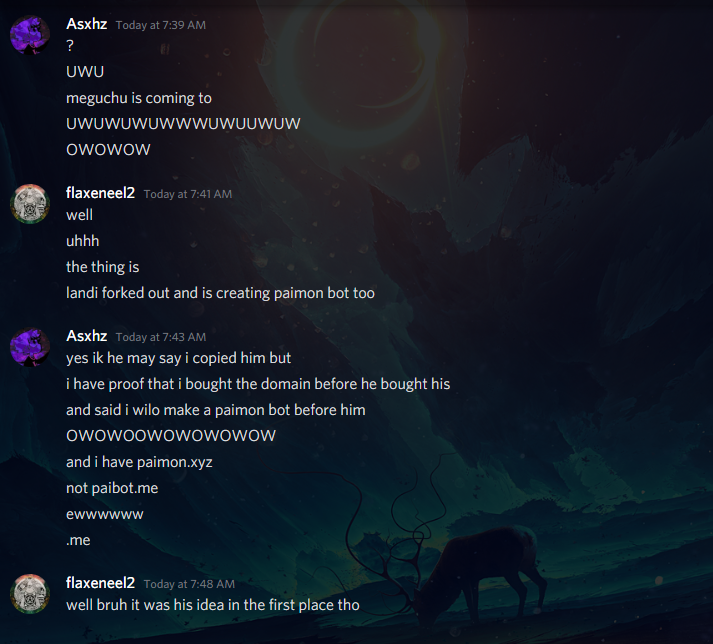 Asxhz Today at 7:39 AM
?
UWU
meguchu is coming to
UWUWUWUWWWUWUUWUW
OWOWOW
flaxeneel2 Today at 7:41 AM
well
uhhh
the thing is
landi forked out and is creating paimon bot too
Asxhz Today at 7:43 AM
yes ik he may say i copied him but
i have proof that i bought the domain before he bought his
and said i wilo make a paimon bot before him
OWOWOOWOWOWOWOW
and i have paimon.xyz
not paibot.me
ewwwwww
.me
flaxeneel2 Today at 7:48 AM
well bruh it was his idea in the first place tho